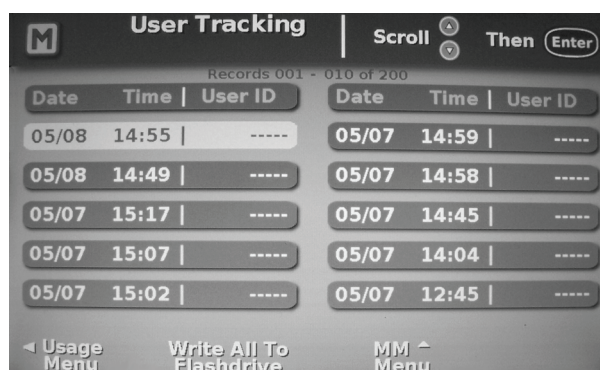 M User Tracking Scroll Then Enter
Records 001 - 010 of 200
Date Time | User ID Date Time | User ID
05/08 14:55 | ----- 05/07 14:59 | -----
05/08 14:49 | ----- 05/07 14:58 | -----
05/07 15:17 | ----- 05/07 14:45 | -----
05/07 15:07 | ----- 05/07 14:04 | -----
05/07 15:02 | ----- 05/07 12:45 | -----
Usage Write All To MM
Menu Flashdrive Menu